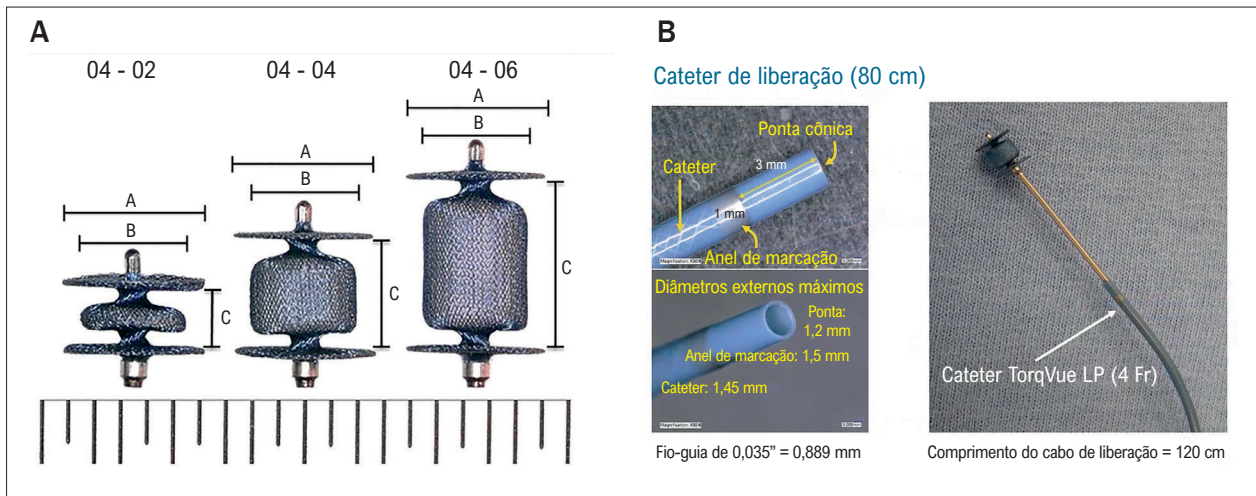 A
04 - 02
04 - 04
04 - 06
A
B
C
A
B
C
A
B
C
B
Cateter de liberação (80 cm)
Ponta cônica
3 mm
Cateter
1 mm
Anel de marcação
Diâmetros externos máximos
Ponta:
1,2 mm
Anel de marcação: 1,5 mm
Cateter: 1,45 mm
Fio-guia de 0,035” = 0,889 mm
Cateter TorqVue LP (4 Fr)
Comprimento do cabo de liberação = 120 cm